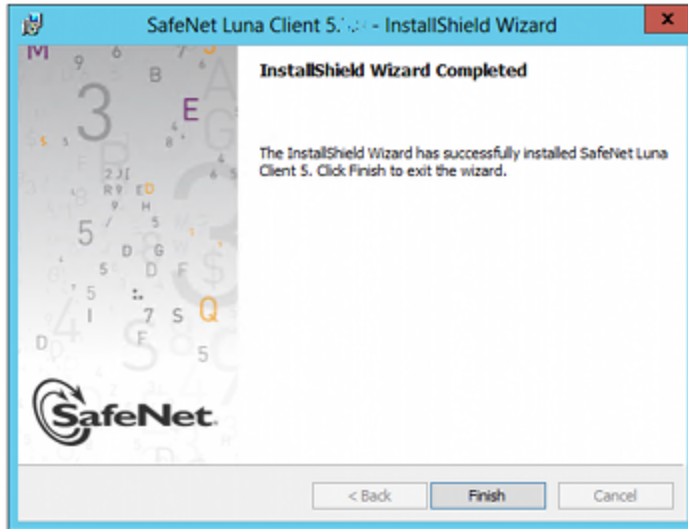 SafeNet Luna Client 5. - InstallShield Wizard
x
InstallShield Wizard Completed
The InstallShield Wizard has successfully installed SafeNet Luna
Client 5. Click Finish to exit the wizard.
SafeNet.
< Back
Finish
Cancel